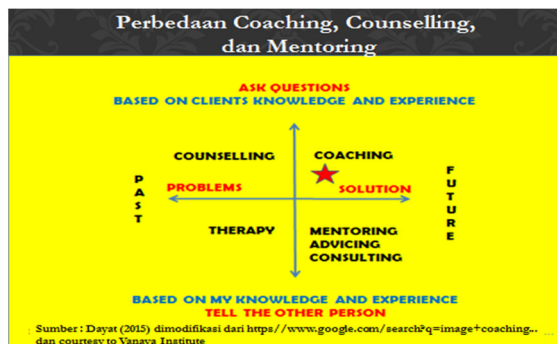 Perbedaan Coaching, Counselling,
dan Mentoring
ASK QUESTIONS
BASED ON CLIENTS KNOWLEDGE AND EXPERIENCE
COUNSELLING
COACHING
PAST
PROBLEMS
SOLUTION
FUTURE
THERAPY
MENTORING
ADVICING
CONSULTING
BASED ON MY KNOWLEDGE AND EXPERIENCE
TELL THE OTHER PERSON
: Sumber : Dayat (2015) dimodifikasi dari https//www.google.com/search?q=image+coaching...
dan courtesy to Vanaya Institute